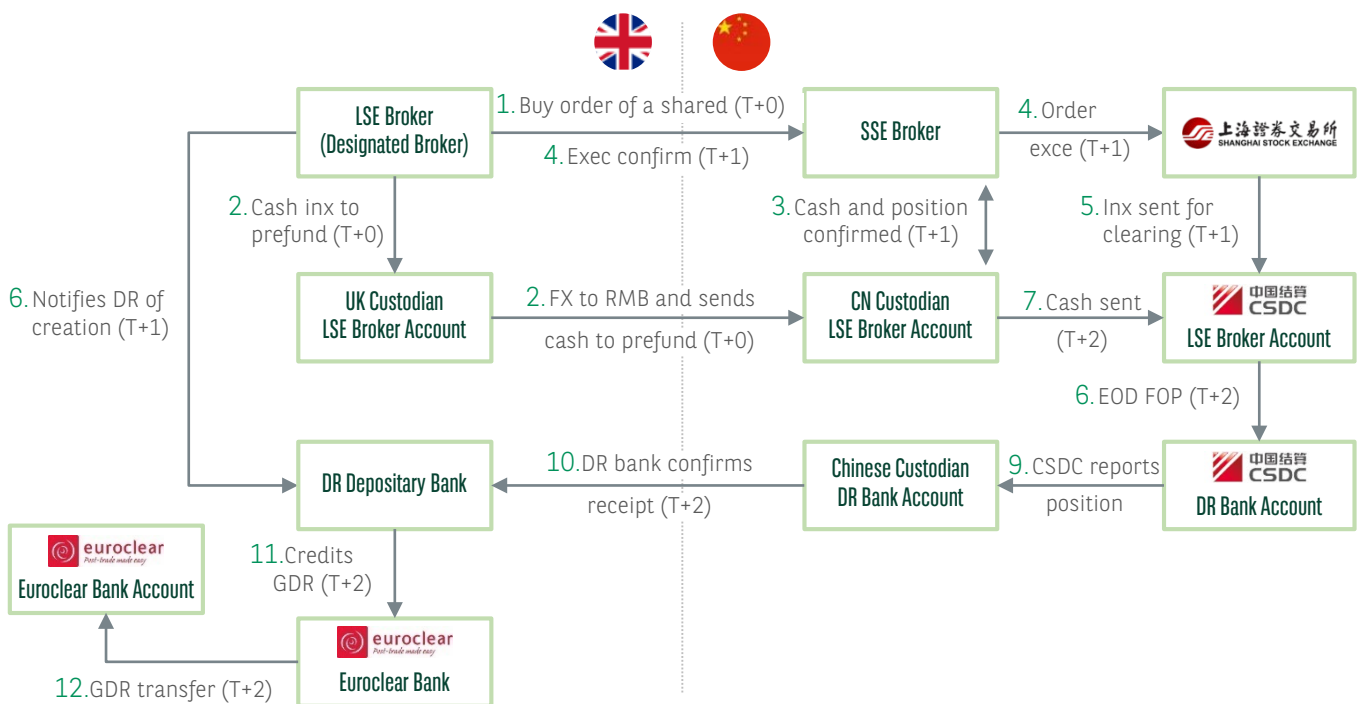 LSE Broker
(Designated Broker)
1. Buy order of a shared (T+0)
4. Exec confirm (T+1)
SSE Broker
4. Order
exce (T+1)
上海證券交易所
SHANGHAI STOCK EXCHANGE
2. Cash inx to
prefund (T+0)
3. Cash and position
confirmed (T+1)
5. Inx sent for
clearing (T+1)
6. Notifies DR of
creation (T+1)
UK Custodian
LSE Broker Account
2. FX to RMB and sends
cash to prefund (T+0)
CN Custodian
LSE Broker Account
7. Cash sent
(T+2)
中国结算
CSDC
LSE Broker Account
6. EOD FOP (T+2)
DR Depositary Bank
10. DR bank confirms
receipt (T+2)
Chinese Custodian
DR Bank Account
9. CSDC reports
position
中国结算
CSDC
DR Bank Account
euroclear
Post-trade made easy
Euroclear Bank Account
11. Credits
GDR (T+2)
euroclear
Post-trade made easy
Euroclear Bank
12. GDR transfer (T+2)